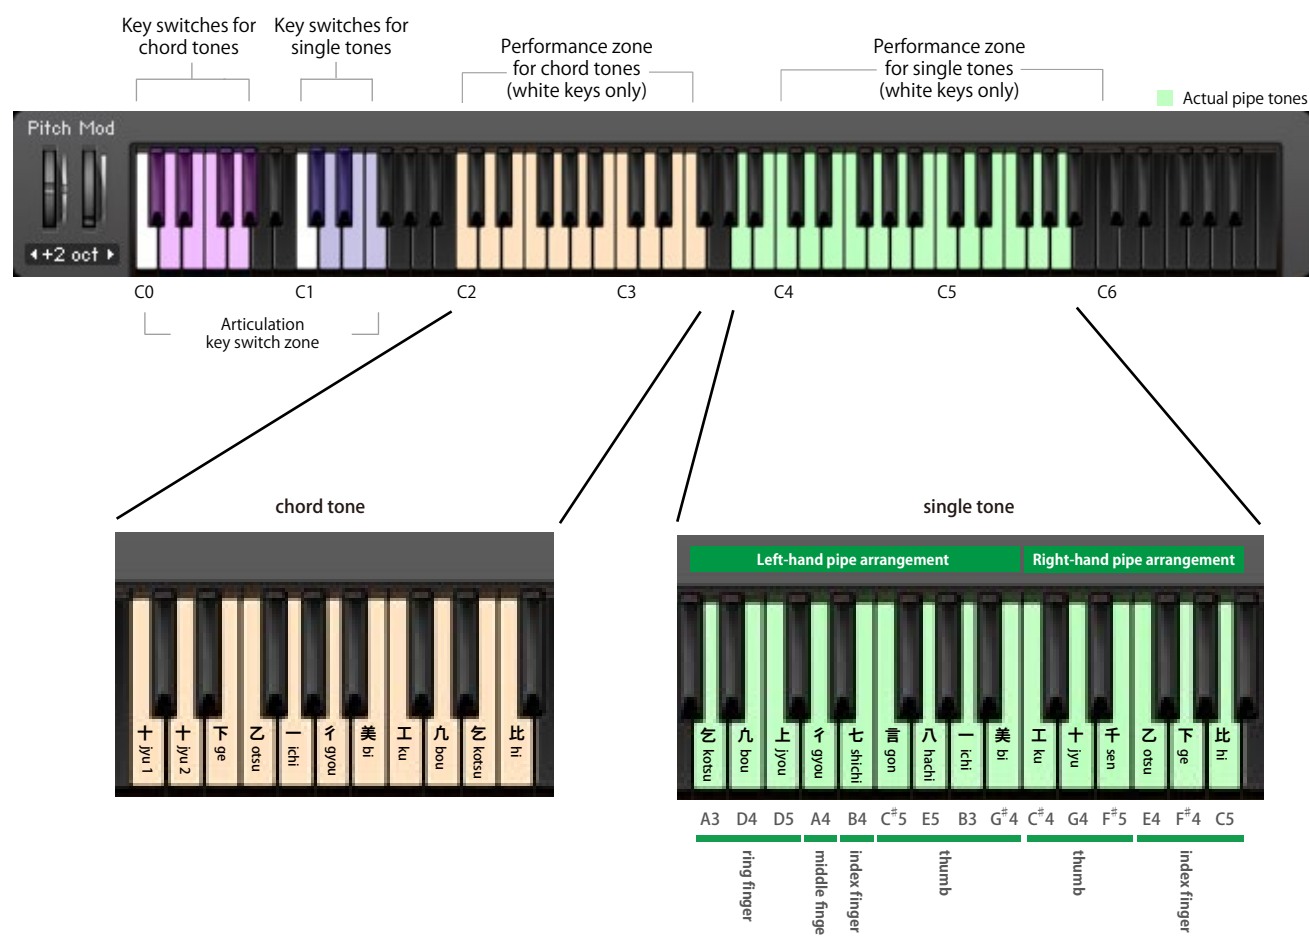 Key switches for
chord tones
Key switches for
single tones
Performance zone
for chord tones
(white keys only)
Performance zone
for single tones
(white keys only)
Actual pipe tones
Pitch Mod
+2 oct
C0 C1 C2 C3 C4 C5 C6
Articulation
key switch zone
chord tone
十 jyu 1
十 jyu 2
下 ge
乙 otsu
一 ichi
彳 gyou
美 bi
工 ku
凢 bou
乞 kotsu
比 hi
single tone
Left-hand pipe arrangement
Right-hand pipe arrangement
乞 kotsu
凢 bou
上 jyou
彳 gyou
七 shichi
言 gon
八 hachi
一 ichi
美 bi
工 ku
十 jyu
千 sen
乙 otsu
下 ge
比 hi
A3 D4 D5 A4 B4 C#5 E5 B3 G#4 C#4 G4 F#5 E4 F#4 C5
ring finger
middle finge
index finger
thumb
thumb
index finger